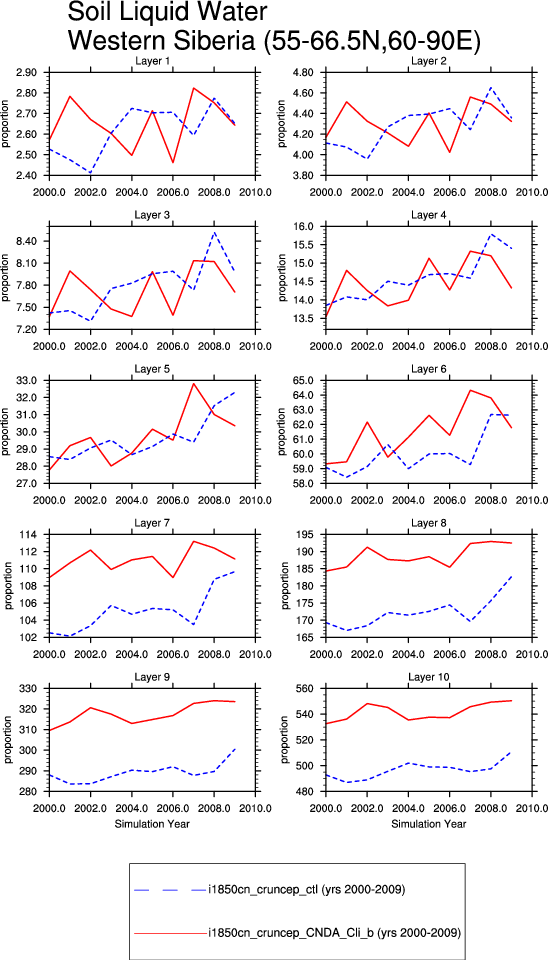 Soil Liquid Water
Western Siberia (55-66.5N,60-90E)
Layer 1
proportion
2.90
2.80
2.70
2.60
2.50
2.40
2000.0 2002.0 2004.0 2006.0 2008.0 2010.0
Layer 2
proportion
4.80
4.60
4.40
4.20
4.00
3.80
2000.0 2002.0 2004.0 2006.0 2008.0 2010.0
Layer 3
proportion
8.40
8.10
7.80
7.50
7.20
2000.0 2002.0 2004.0 2006.0 2008.0 2010.0
Layer 4
proportion
16.0
15.5
15.0
14.5
14.0
13.5
2000.0 2002.0 2004.0 2006.0 2008.0 2010.0
Layer 5
proportion
33.0
32.0
31.0
30.0
29.0
28.0
27.0
2000.0 2002.0 2004.0 2006.0 2008.0 2010.0
Layer 6
proportion
65.0
64.0
63.0
62.0
61.0
60.0
59.0
58.0
2000.0 2002.0 2004.0 2006.0 2008.0 2010.0
Layer 7
proportion
114
112
110
108
106
104
102
2000.0 2002.0 2004.0 2006.0 2008.0 2010.0
Layer 8
proportion
195
190
185
180
175
170
165
2000.0 2002.0 2004.0 2006.0 2008.0 2010.0
Layer 9
proportion
330
320
310
300
290
280
2000.0 2002.0 2004.0 2006.0 2008.0 2010.0
Simulation Year
Layer 10
proportion
560
540
520
500
480
2000.0 2002.0 2004.0 2006.0 2008.0 2010.0
Simulation Year
i1850cn_cruncep_ctl (yrs 2000-2009)
i1850cn_cruncep_CNDA_Cli_b (yrs 2000-2009)